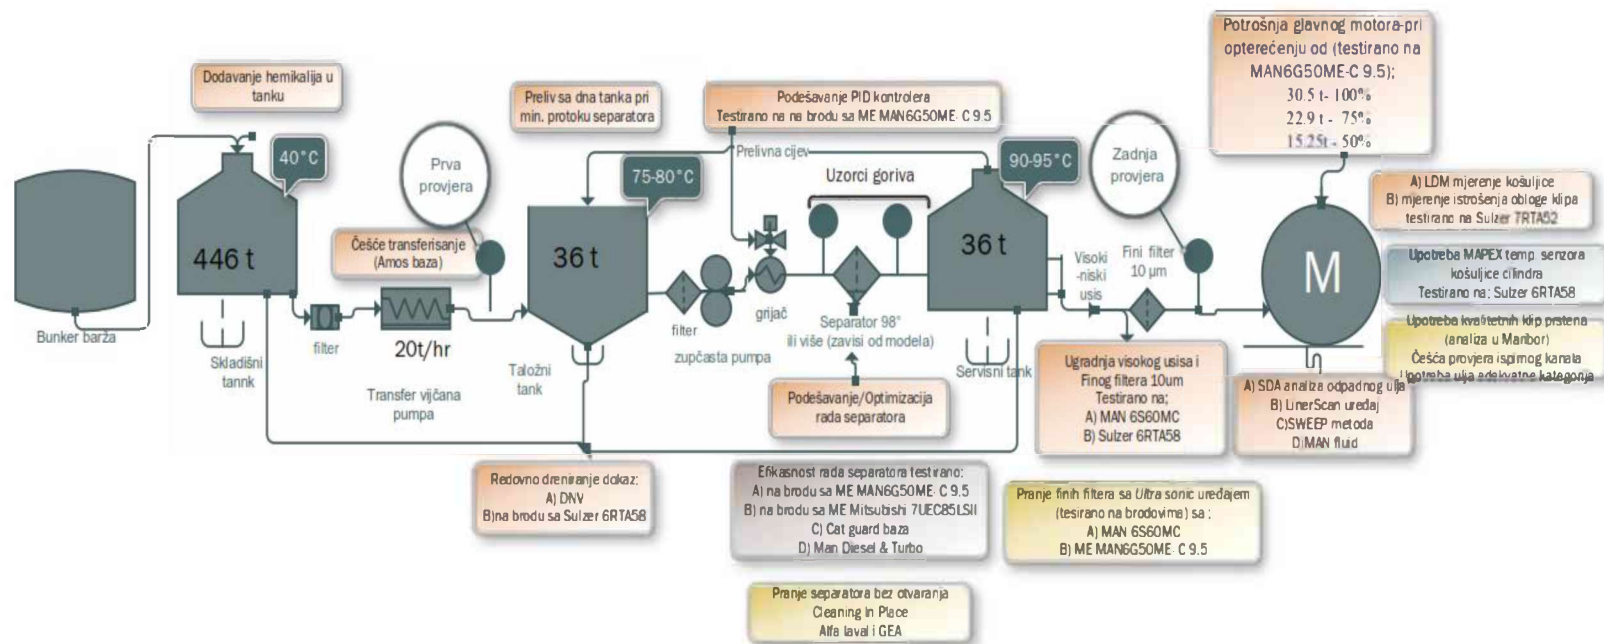 Potrošnja glavnog motora-pri
opterećenju od (testirano na
MAN6G50ME-C 9.5);
30.5 t- 100%
22.9 t - 75%
15.25t - 50%
Dodavanje hemikalija u
tanku
Preliv sa dna tanka pri
min. protoku separatora
Podešavanje PID kontrolera
Testirano na na brodu sa ME MAN6G50ME- C 9.5
40°C
Prva
provjera
75-80°C
Prelivna cijev
90-95°C
Zadnja
provjera
Uzorci goriva
A) LDM mjerenje košuljice
B) mjerenje istrošenja obloge klipa
testirano na Sulzer 7RTA52
Češće transferisanje
(Amos baza)
446 t
36 t
36 t
Visoki
-niski
usis
Fini filter
10 µm
M
Upotreba MAPEX temp. senzora
košuljice cilindra
Testirano na; Sulzer 6RTA58
Bunker barža
Skladišni
tannk
filter
20t/hr
Transfer vijčana
pumpa
Taložni
tank
filter
zupčasta pumpa
grijač
Separator 98°
ili više (zavisi od modela)
Servisni tank
Upotreba kvalitetnih klip prstena
(analiza u Maribor)
Češća provjera ispirnog kanala
Upotreba ulja adekvatne kategorije
Podešavanje/Optimizacija
rada separatora
Ugradnja visokog usisa i
Finog filtera 10um
Testirano na;
A) MAN 6S60MC
B) Sulzer 6RTA58
A) SDA analiza odpadnog ulja
B) LinerScan uređaj
C)SWEEP metoda
D)MAN fluid
Redovno dreniranje dokaz:
A) DNV
B)na brodu sa Sulzer 6RTA58
Efikasnost rada separatora testirano:
A) na brodu sa ME MAN6G50ME- C 9.5
B) na brodu sa ME Mitsubishi 7UEC85LSII
C) Cat guard baza
D) Man Diesel & Turbo
Pranje finih filtera sa Ultra sonic uređajem
(tesirano na brodovima) sa ;
A) MAN 6S60MC
B) ME MAN6G50ME- C 9.5
Pranje separatora bez otvaranja
Cleaning In Place
Alfa laval i GEA